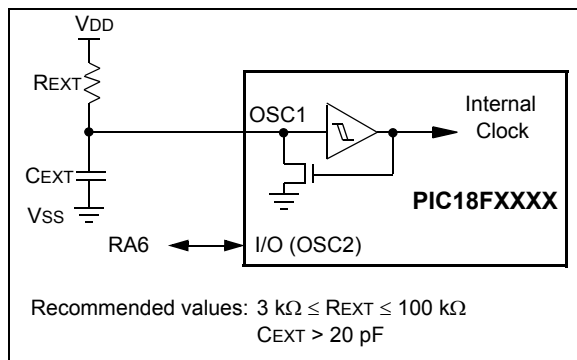 VDD
REXT
OSC1
Internal
Clock
CEXT
PIC18FXXXX
VSS
RA6
I/O (OSC2)
Recommended values: 3 kΩ ≤ REXT ≤ 100 kΩ
CEXT > 20 pF